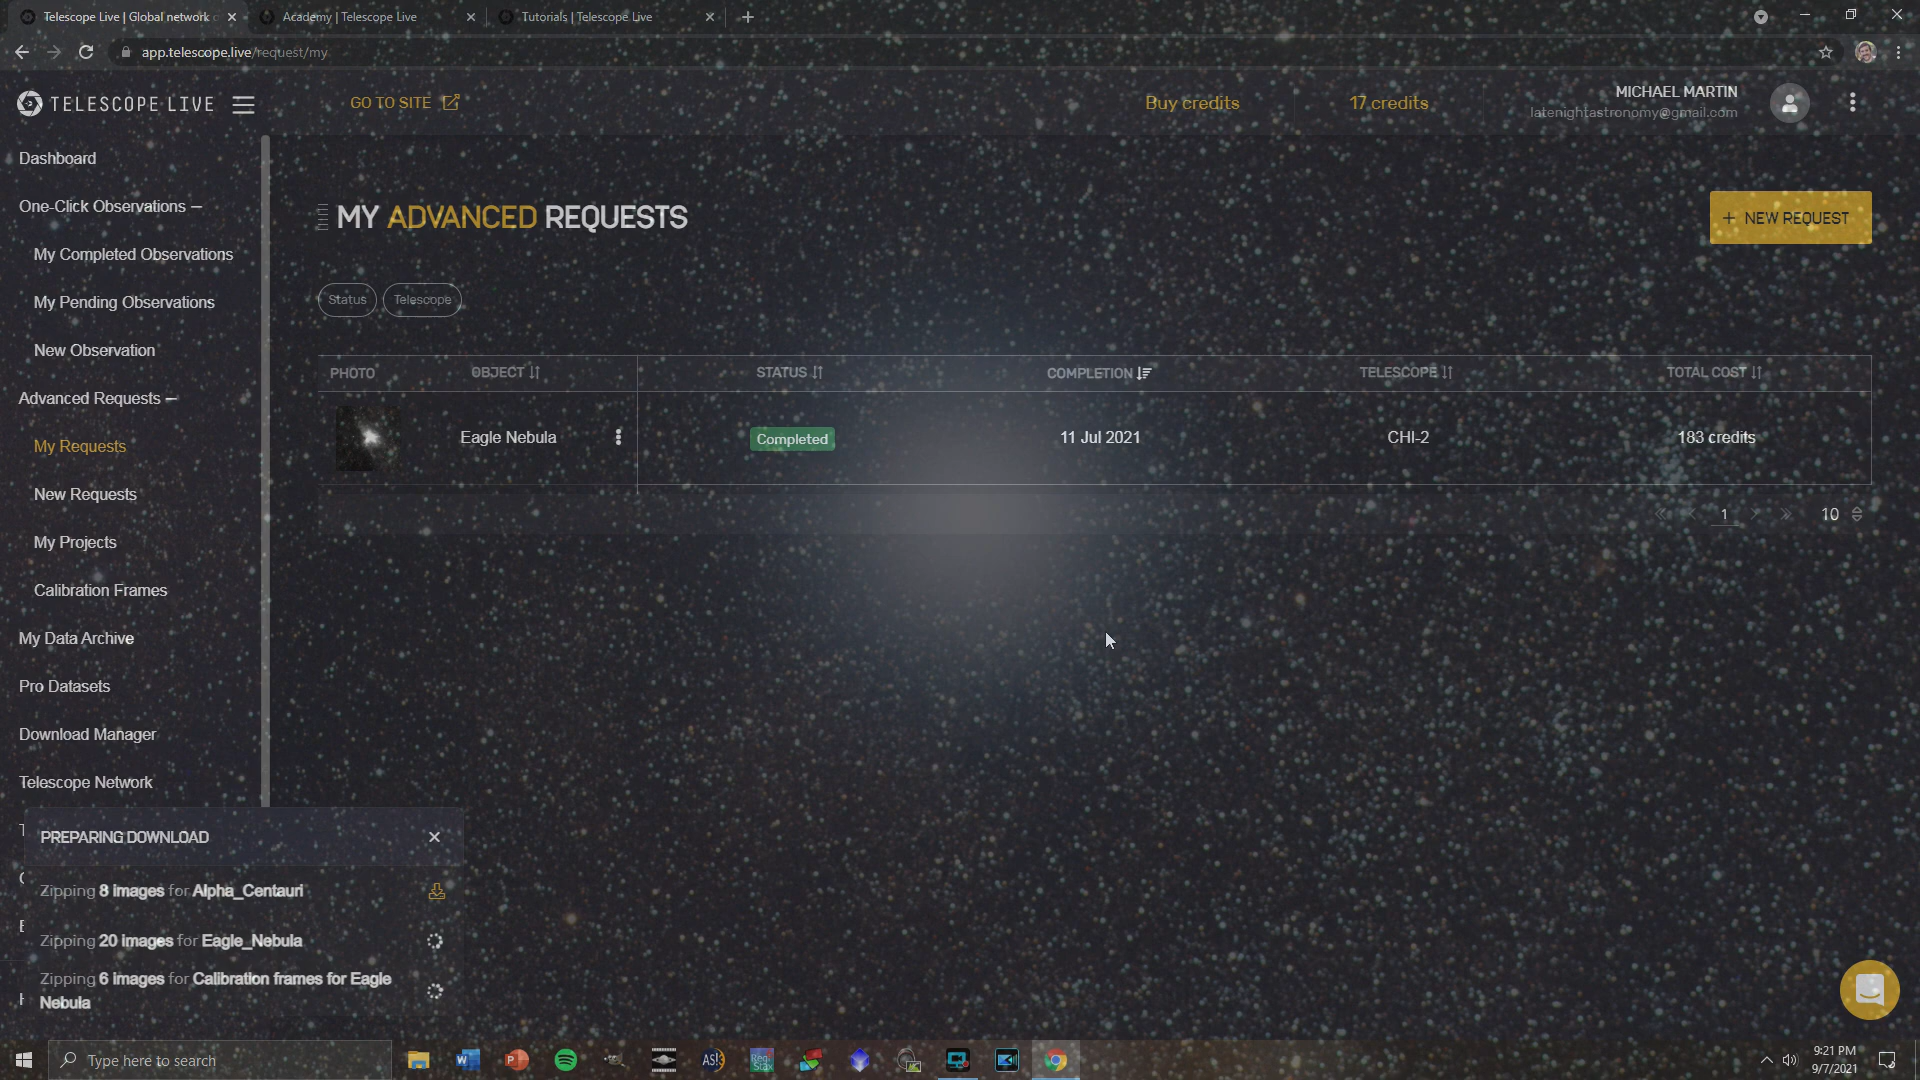 Telescope Live | Global network o
Academy | Telescope Live
Tutorials | Telescope Live
app.telescope.live/request/my
TELESCOPE LIVE
GO TO SITE
Buy credits
17 credits
MICHAEL MARTIN
latenightastronomy@gmail.com
Dashboard
One-Click Observations –
My Completed Observations
My Pending Observations
New Observation
Advanced Requests –
My Requests
New Requests
My Projects
Calibration Frames
My Data Archive
Pro Datasets
Download Manager
Telescope Network
MY ADVANCED REQUESTS
+ NEW REQUEST
Status
Telescope
PHOTO
OBJECT
STATUS
COMPLETION
TELESCOPE
TOTAL COST
Eagle Nebula
Completed
11 Jul 2021
CHI-2
183 credits
1
10
PREPARING DOWNLOAD
Zipping 8 images for Alpha_Centauri
Zipping 20 images for Eagle_Nebula
Zipping 6 images for Calibration frames for Eagle
Nebula
Type here to search
ASI
Reg
Stax
9:21 PM
9/7/2021